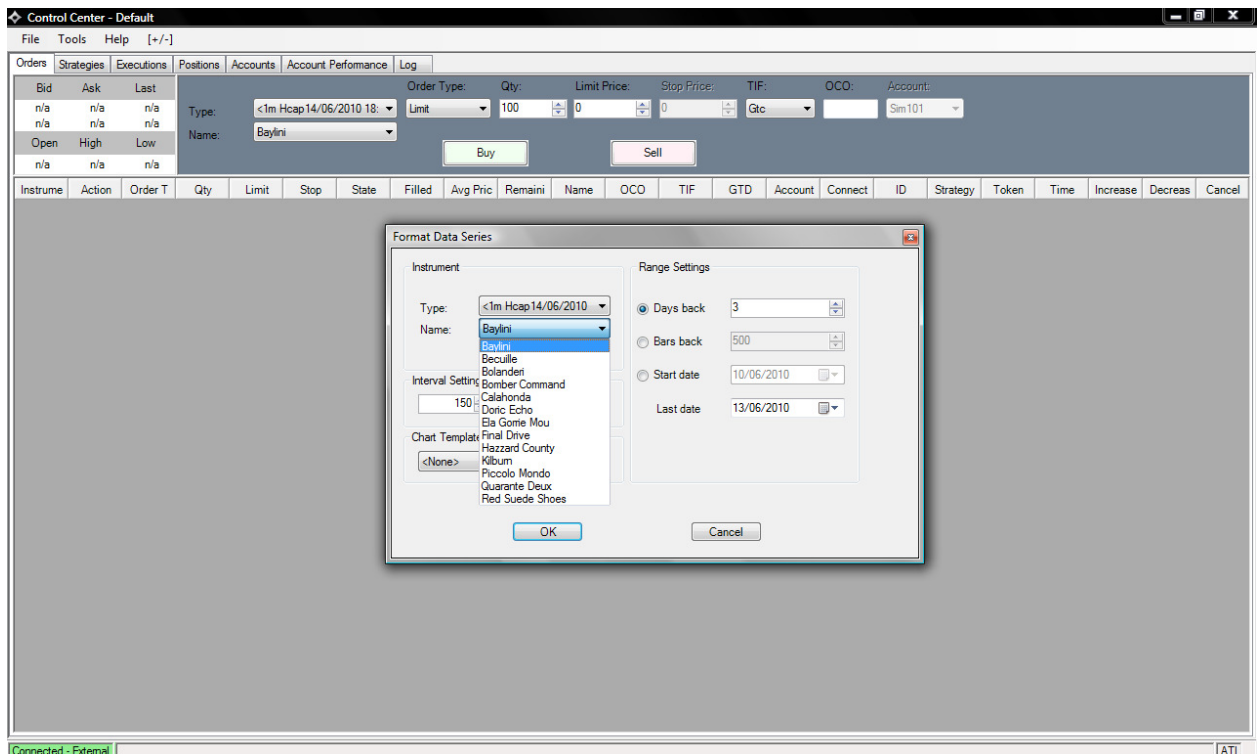 Control Center - Default
File Tools Help [+/-]
Orders Strategies Executions Positions Accounts Account Performance Log
Bid Ask Last
n/a n/a n/a
n/a n/a n/a
Open High Low
n/a n/a n/a
Order Type: Qty: Limit Price: Stop Price: TIF: OCO: Account:
Type: <1m Hcap14/06/2010 18: Limit 100 0 0 Gtc Sim101
Name: Baylini
Buy Sell
Instrume Action Order T Qty Limit Stop State Filled Avg Pric Remaini Name OCO TIF GTD Account Connect ID Strategy Token Time Increase Decreas Cancel
Format Data Series
Instrument
Type: <1m Hcap14/06/2010
Name: Baylini
Baylini
Becuille
Bolanderi
Bomber Command
Calahonda
Doric Echo
Ela Gorrie Mou
Final Drive
Hazzard County
Kilburn
Piccolo Mondo
Quarante Deux
Red Suede Shoes
Interval Setting
150
Chart Template
<None>
Range Settings
Days back 3
Bars back 500
Start date 10/06/2010
Last date 13/06/2010
OK Cancel
Connected - External ATI